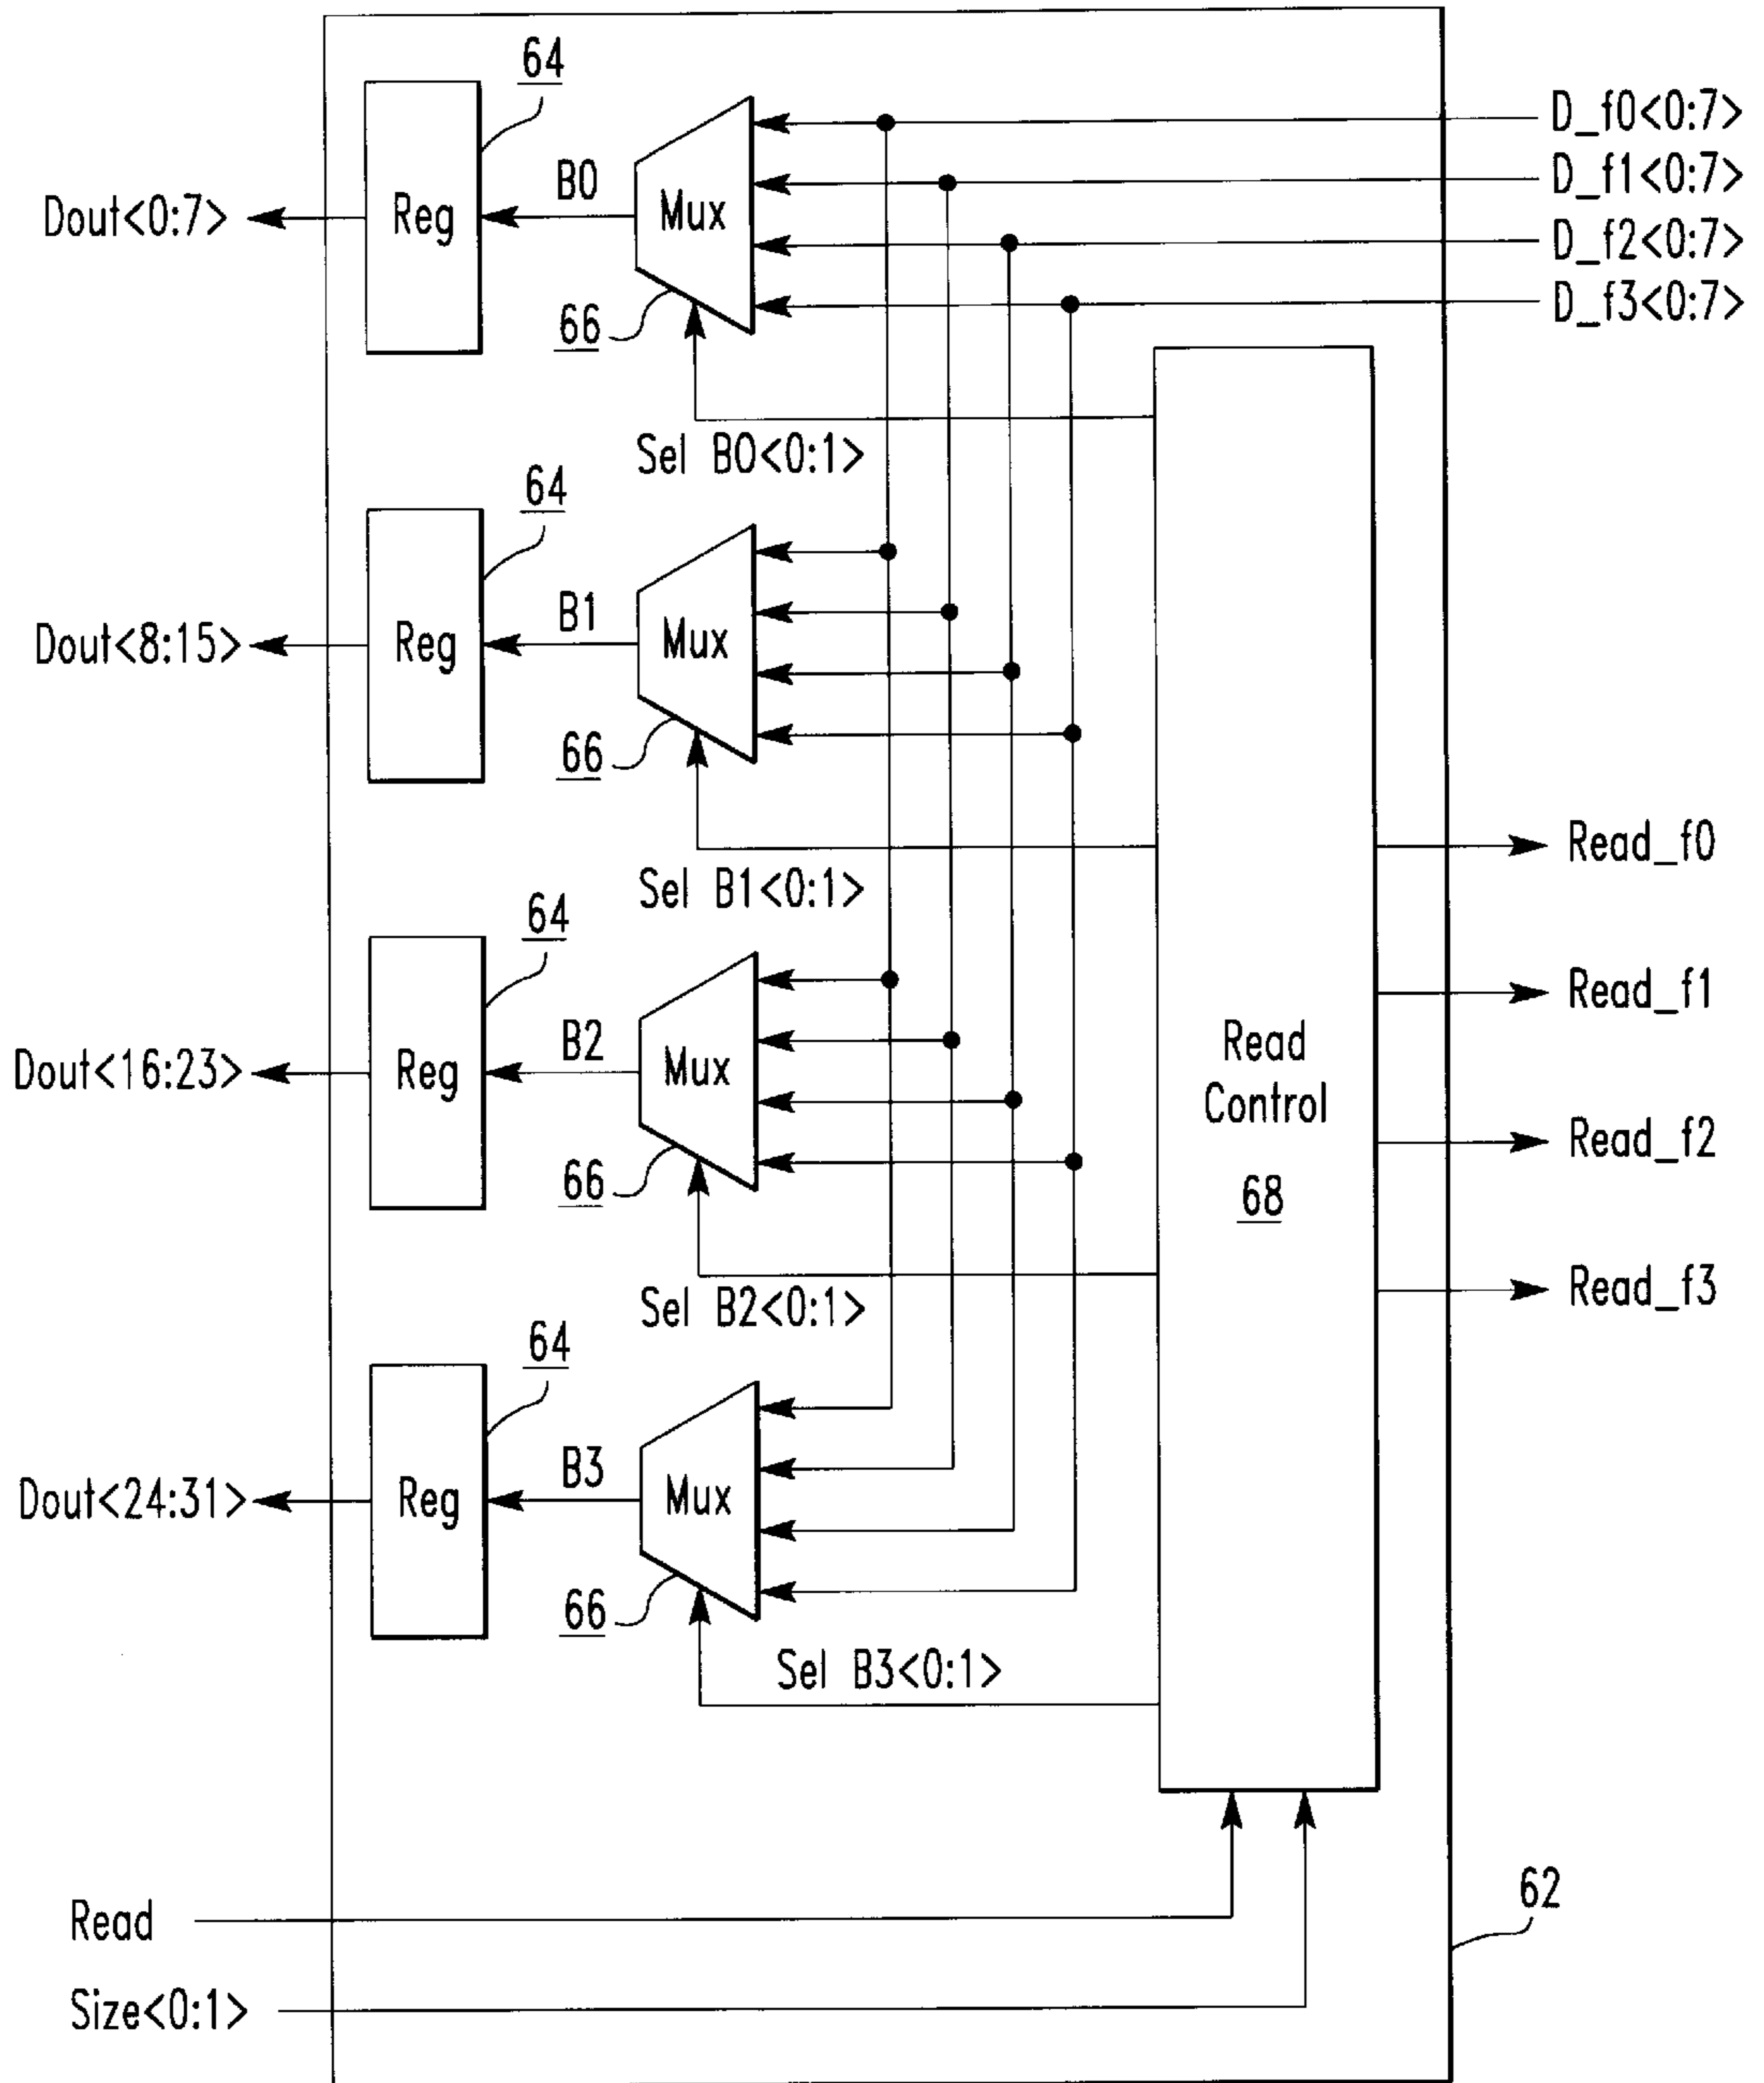 64
D_f0<0:7>
D_f1<0:7>
D_f2<0:7>
D_f3<0:7>
Dout<0:7>
Reg
B0
Mux
66
Sel B0<0:1>
64
Dout<8:15>
Reg
B1
Mux
66
Sel B1<0:1>
Read_f0
64
Read_f1
Dout<16:23>
Reg
B2
Mux
66
Read
Control
68
Read_f2
Sel B2<0:1>
Read_f3
64
Dout<24:31>
Reg
B3
Mux
66
Sel B3<0:1>
Read
62
Size<0:1>